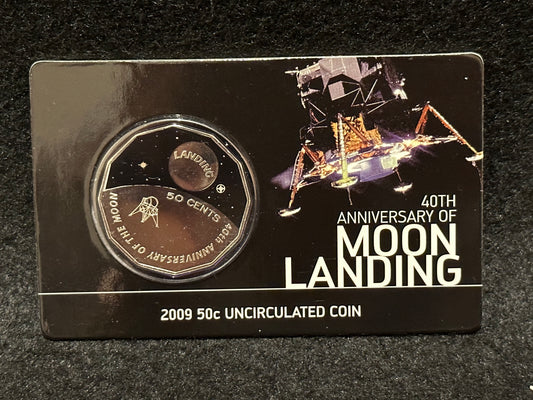 LANDING
50 CENTS
40th ANNIVERSARY OF THE MOON
40TH
ANNIVERSARY OF
MOON
LANDING
2009 50c UNCIRCULATED COIN